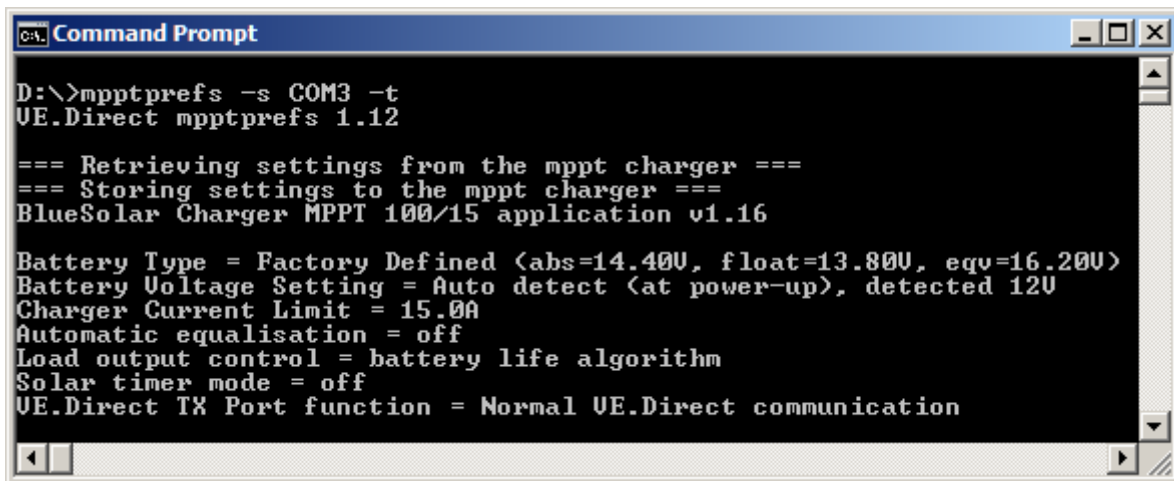 Command Prompt
D:\>mpptprefs -s COM3 -t
VE.Direct mpptprefs 1.12
=== Retrieving settings from the mppt charger ===
=== Storing settings to the mppt charger ===
BlueSolar Charger MPPT 100/15 application v1.16
Battery Type = Factory Defined (abs=14.40V, float=13.80V, eqv=16.20V)
Battery Voltage Setting = Auto detect (at power-up), detected 12V
Charger Current Limit = 15.0A
Automatic equalisation = off
Load output control = battery life algorithm
Solar timer mode = off
VE.Direct TX Port function = Normal VE.Direct communication